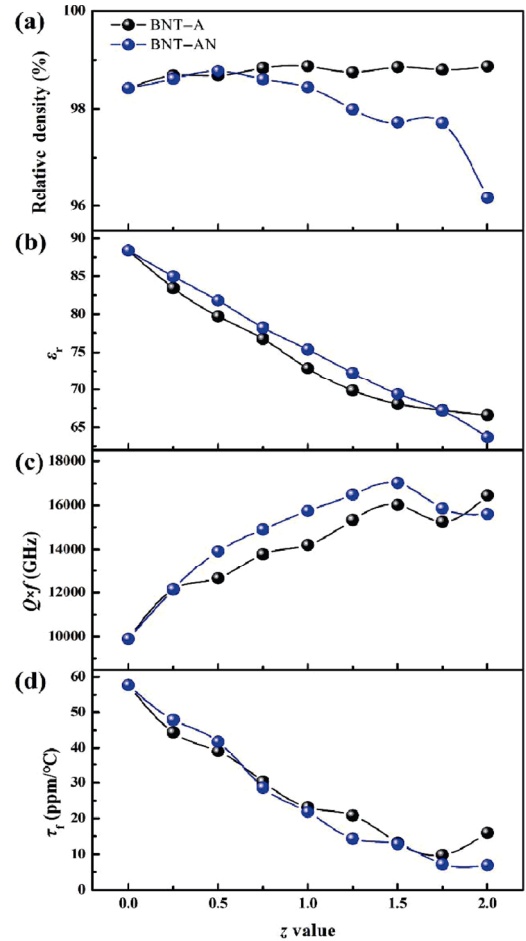 (a)
BNT–A
BNT–AN
Relative density (%)
100
98
96
(b)
εr
90
85
80
75
70
65
(c)
Q×f (GHz)
18000
16000
14000
12000
10000
(d)
τf (ppm/°C)
60
50
40
30
20
10
0
0.0 0.5 1.0 1.5 2.0
z value